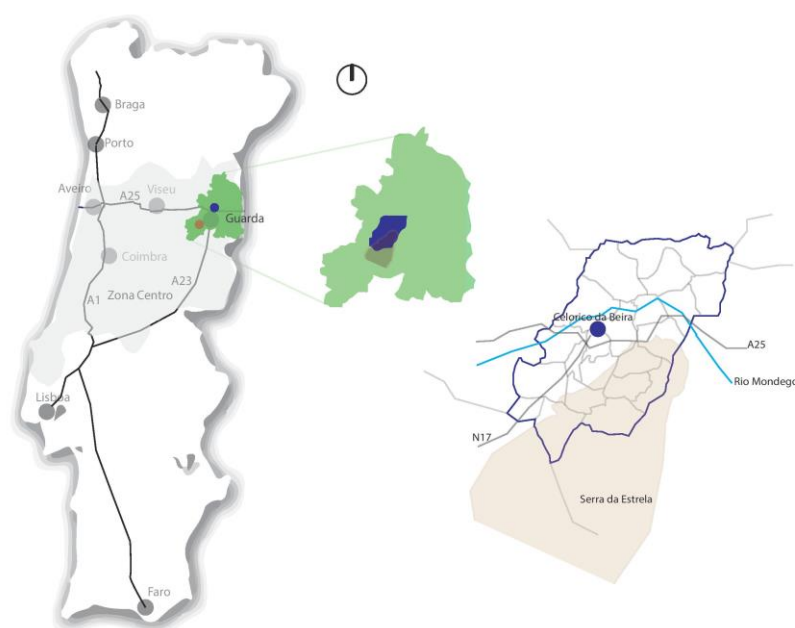 Braga
Porto
Aveiro
A25
Viseu
Guarda
Coimbra
A23
A1
Zona Centro
Lisboa
Faro
Celorico da Beira
A25
Rio Mondego
N17
Serra da Estrela